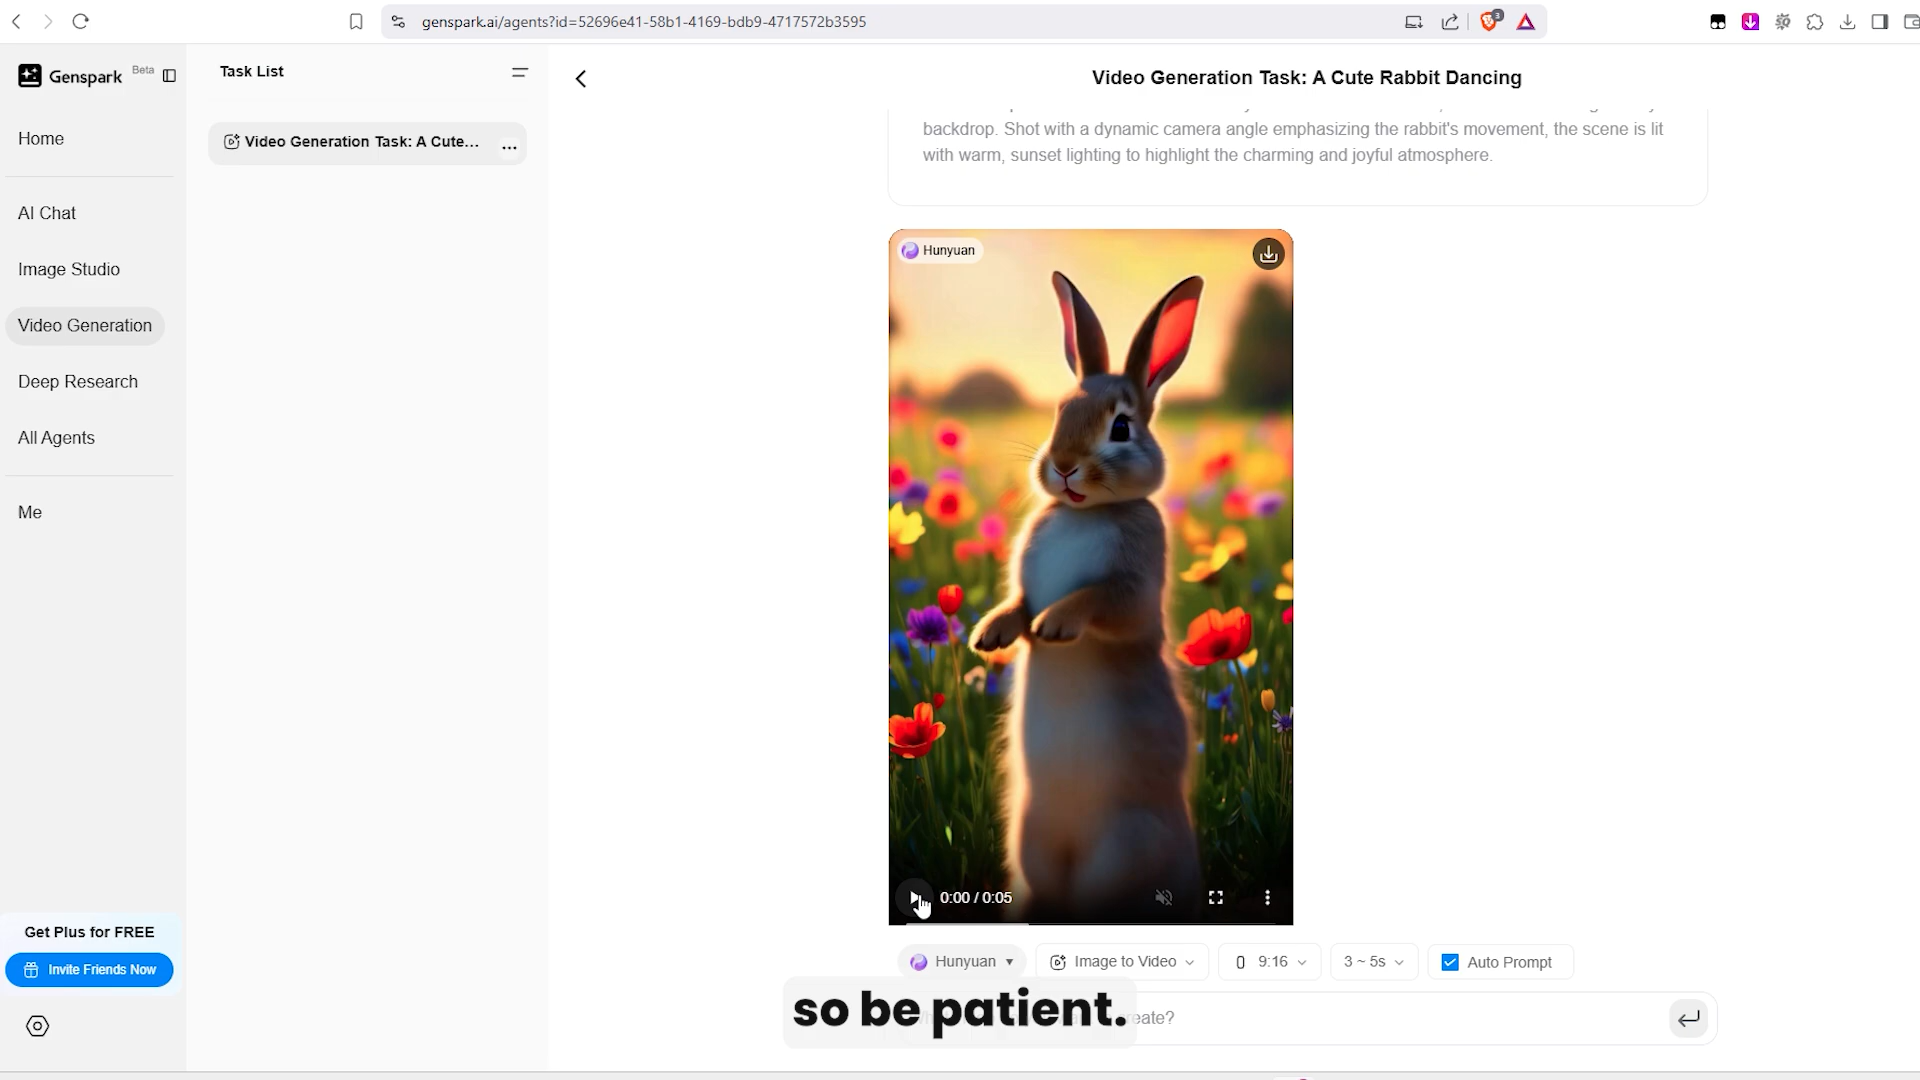 genspark.ai/agents?id=52696e41-58b1-4169-bdb9-4717572b3595
3
Genspark Beta
Home
AI Chat
Image Studio
Video Generation
Deep Research
All Agents
Me
Get Plus for FREE
Invite Friends Now
Task List
Video Generation Task: A Cute...
Video Generation Task: A Cute Rabbit Dancing
backdrop. Shot with a dynamic camera angle emphasizing the rabbit's movement, the scene is lit
with warm, sunset lighting to highlight the charming and joyful atmosphere.
Hunyuan
0:00 / 0:05
Hunyuan
Image to Video
9:16
3 ~ 5s
Auto Prompt
so be patient.